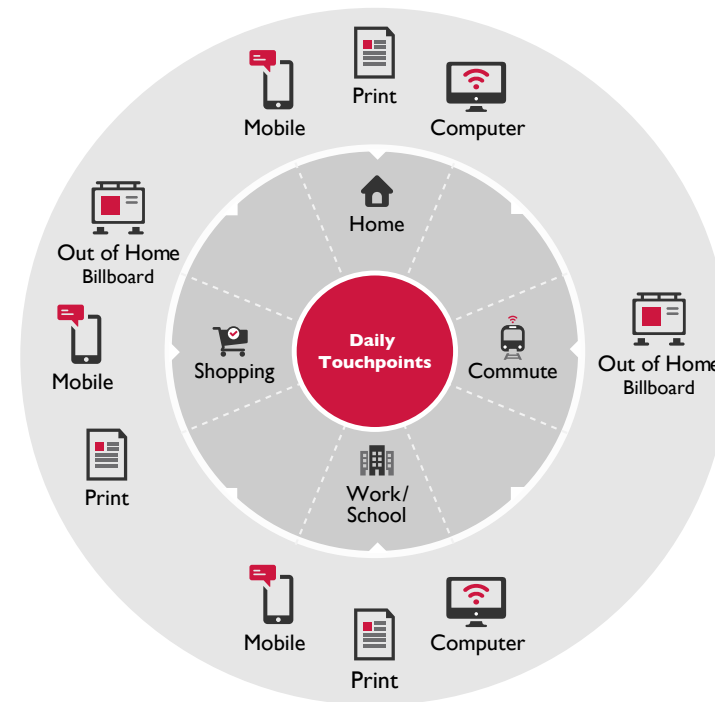 Print
Mobile
Computer
Home
Out of Home
Billboard
Daily
Touchpoints
Shopping
Commute
Mobile
Out of Home
Billboard
Print
Work/
School
Mobile
Computer
Print